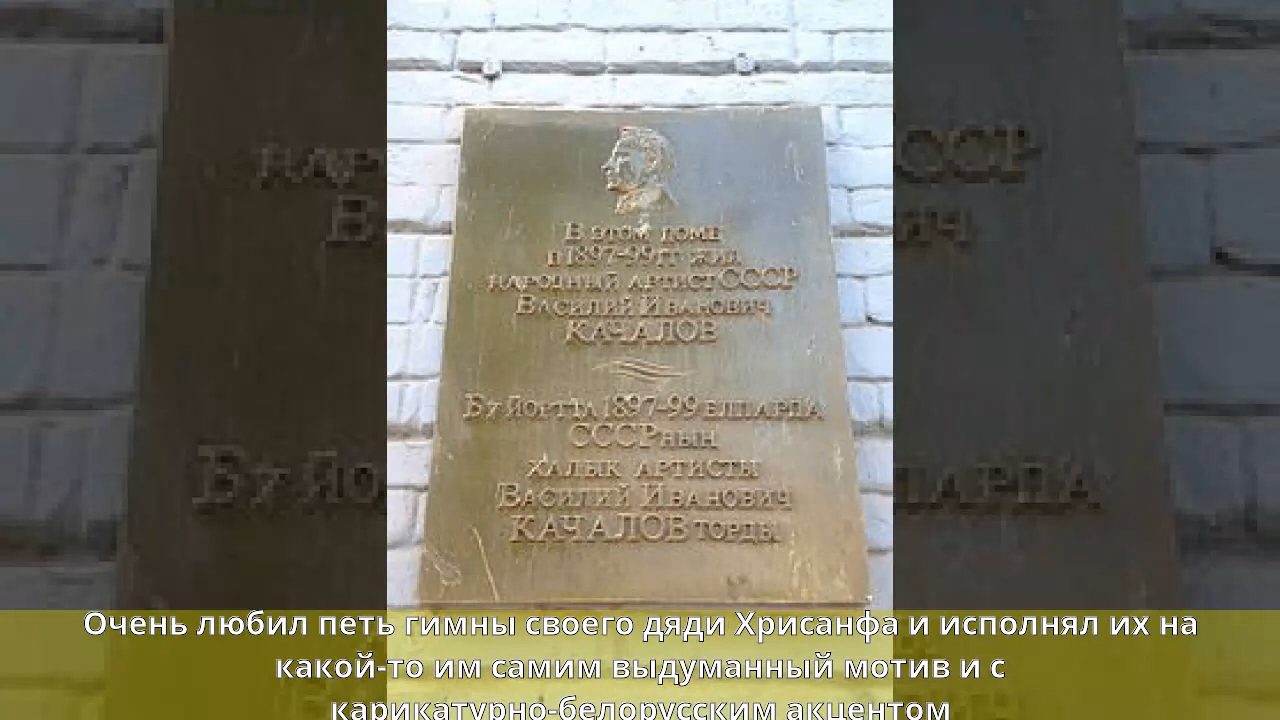 В этом доме
в 1897-99 гг жил
народный артист СССР
Василий Иванович
КАЧАЛОВ
Бу йортта 1897-99 елларда
СССРның
халык артисты
Василий Иванович
КАЧАЛОВ торды
Очень любил петь гимны своего дяди Хрисанфа и исполнял их на
какой-то им самим выдуманный мотив и с
карикатурно-белорусским акцентом